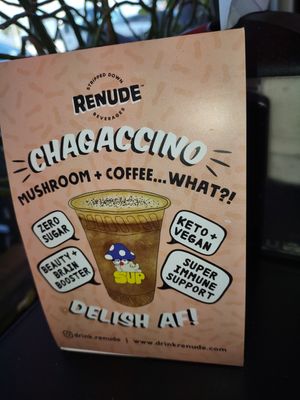 STRIPPED DOWN
RENUDE™
BEVERAGES
CHAGACCINO
MUSHROOM + COFFEE...WHAT?!
ZERO
SUGAR
KETO +
VEGAN
BEAUTY +
BRAIN
BOOSTER
SUP
SUPER
IMMUNE
SUPPORT
DELISH AF!
drink.renude | www.drinkrenude.com